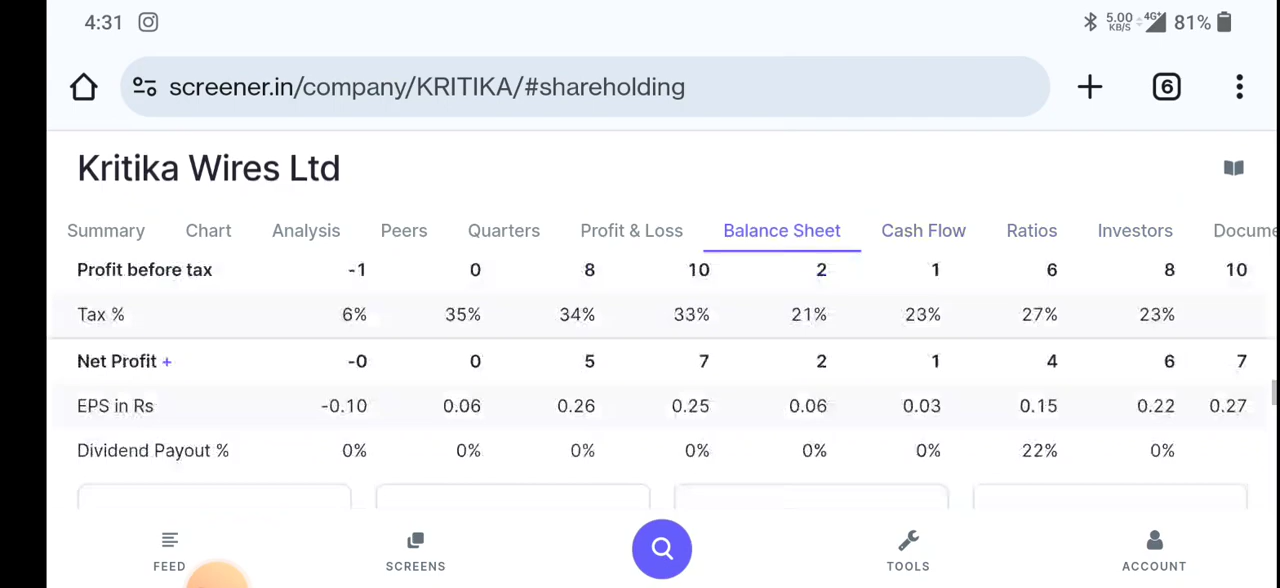 4:31 5.00 KB/S 4G+ 81%
screener.in/company/KRITIKA/#shareholding 6
Kritika Wires Ltd
Summary Chart Analysis Peers Quarters Profit & Loss Balance Sheet Cash Flow Ratios Investors Docume
Profit before tax -1 0 8 10 2 1 6 8 10
Tax % 6% 35% 34% 33% 21% 23% 27% 23%
Net Profit + -0 0 5 7 2 1 4 6 7
EPS in Rs -0.10 0.06 0.26 0.25 0.06 0.03 0.15 0.22 0.27
Dividend Payout % 0% 0% 0% 0% 0% 0% 22% 0%
FEED SCREENS TOOLS ACCOUNT